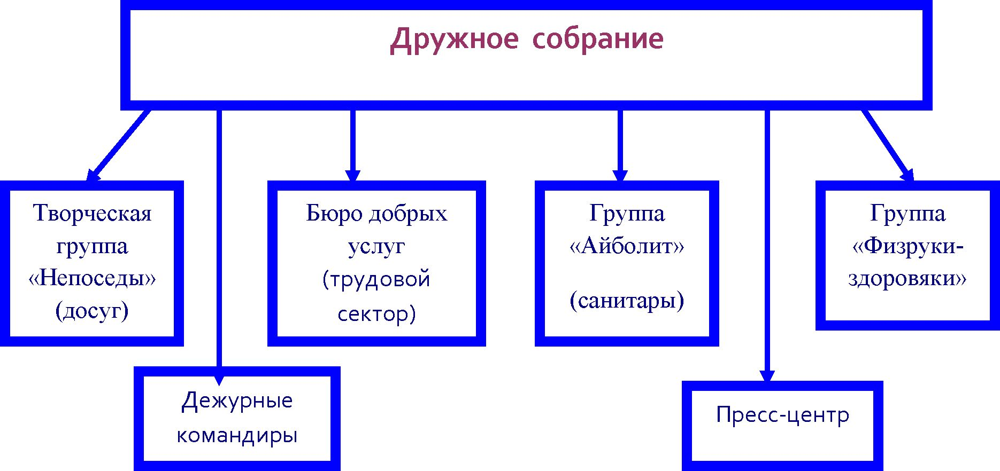 Дружное собрание
Творческая
группа
«Непоседы»
(досуг)
Бюро добрых
услуг
(трудовой
сектор)
Группа
«Айболит»
(санитары)
Группа
«Физруки-
здоровяки»
Дежурные
командиры
Пресс-центр